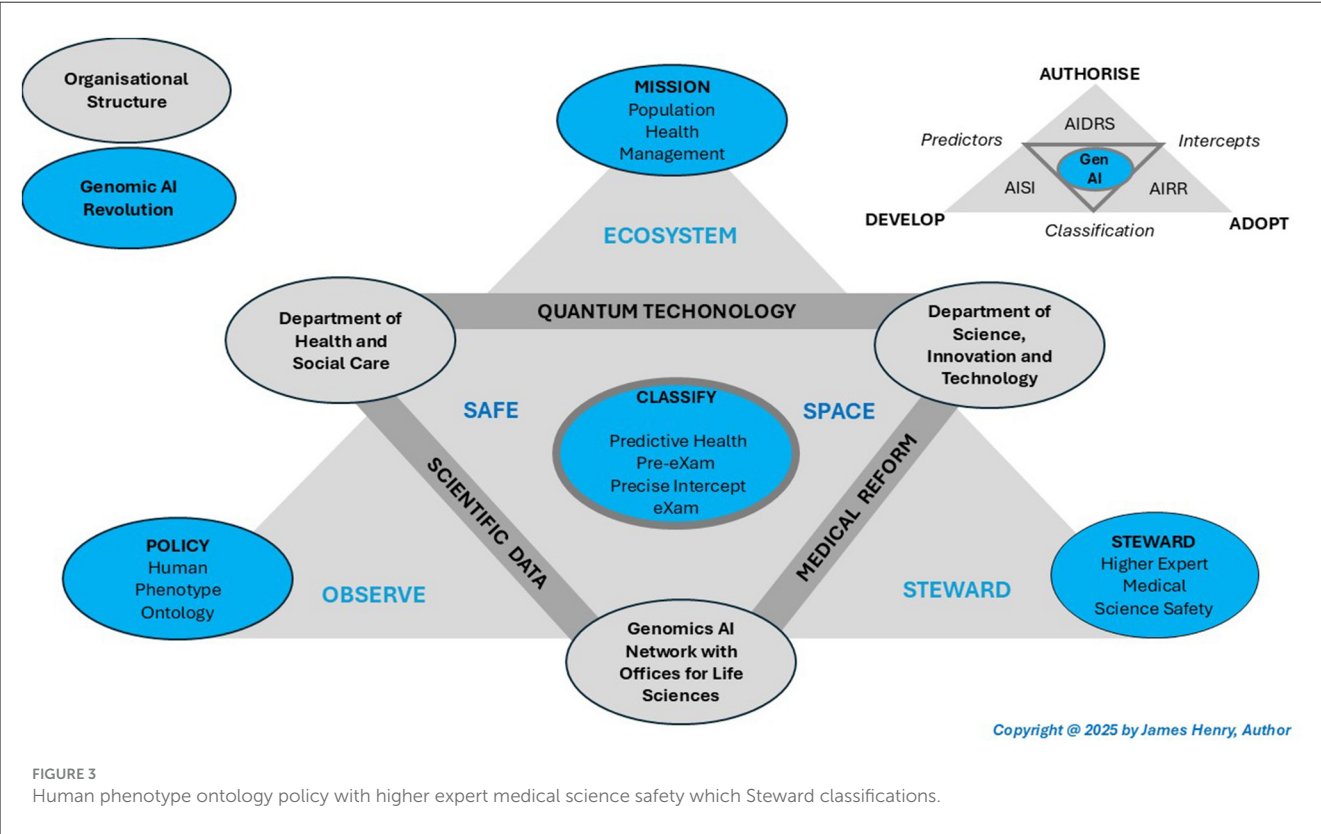 Organisational
Structure
Genomic AI
Revolution
MISSION
Population
Health
Management
AUTHORISE
AIDRS
Predictors
Intercepts
Gen
AI
AISI
AIRR
DEVELOP
ADOPT
Classification
ECOSYSTEM
QUANTUM TECHONOLOGY
Department of
Health and
Social Care
Department of
Science,
Innovation and
Technology
SAFE
SPACE
CLASSIFY
Predictive Health
Pre-eXam
Precise Intercept
eXam
SCIENTIFIC DATA
MEDICAL REFORM
POLICY
Human
Phenotype
Ontology
OBSERVE
STEWARD
STEWARD
Higher Expert
Medical
Science Safety
Genomics AI
Network with
Offices for Life
Sciences
Copyright @ 2025 by James Henry, Author
FIGURE 3
Human phenotype ontology policy with higher expert medical science safety which Steward classifications.